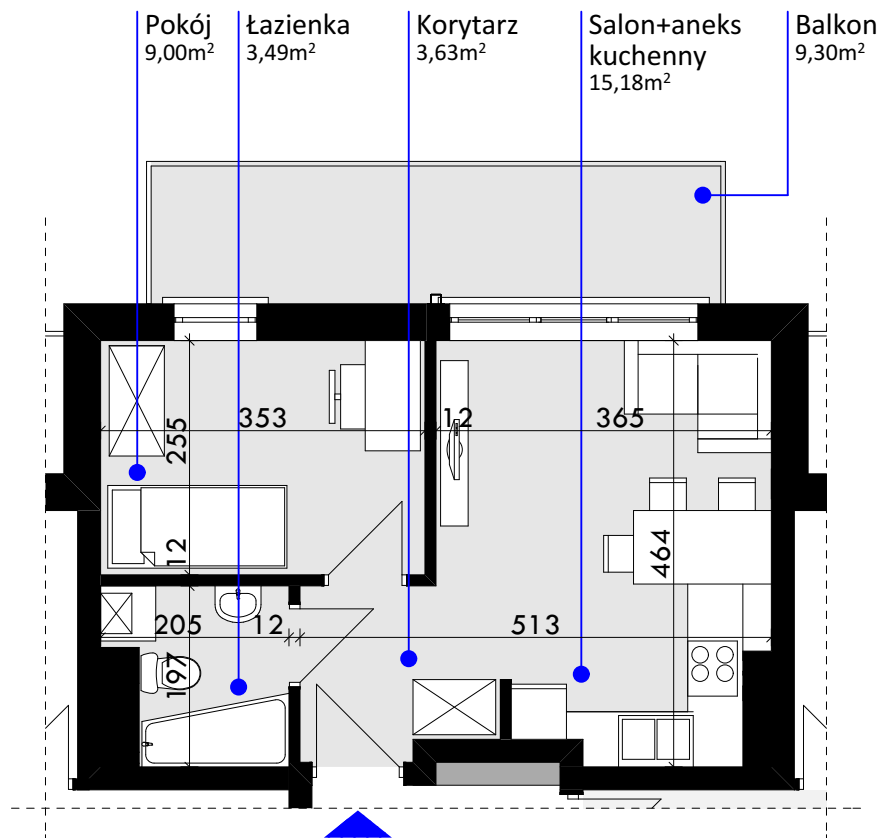 Pokój
9,00m²
Łazienka
3,49m²
Korytarz
3,63m²
Salon+aneks
kuchenny
15,18m²
Balkon
9,30m²
353
12
365
255
12
464
205
12
513
197